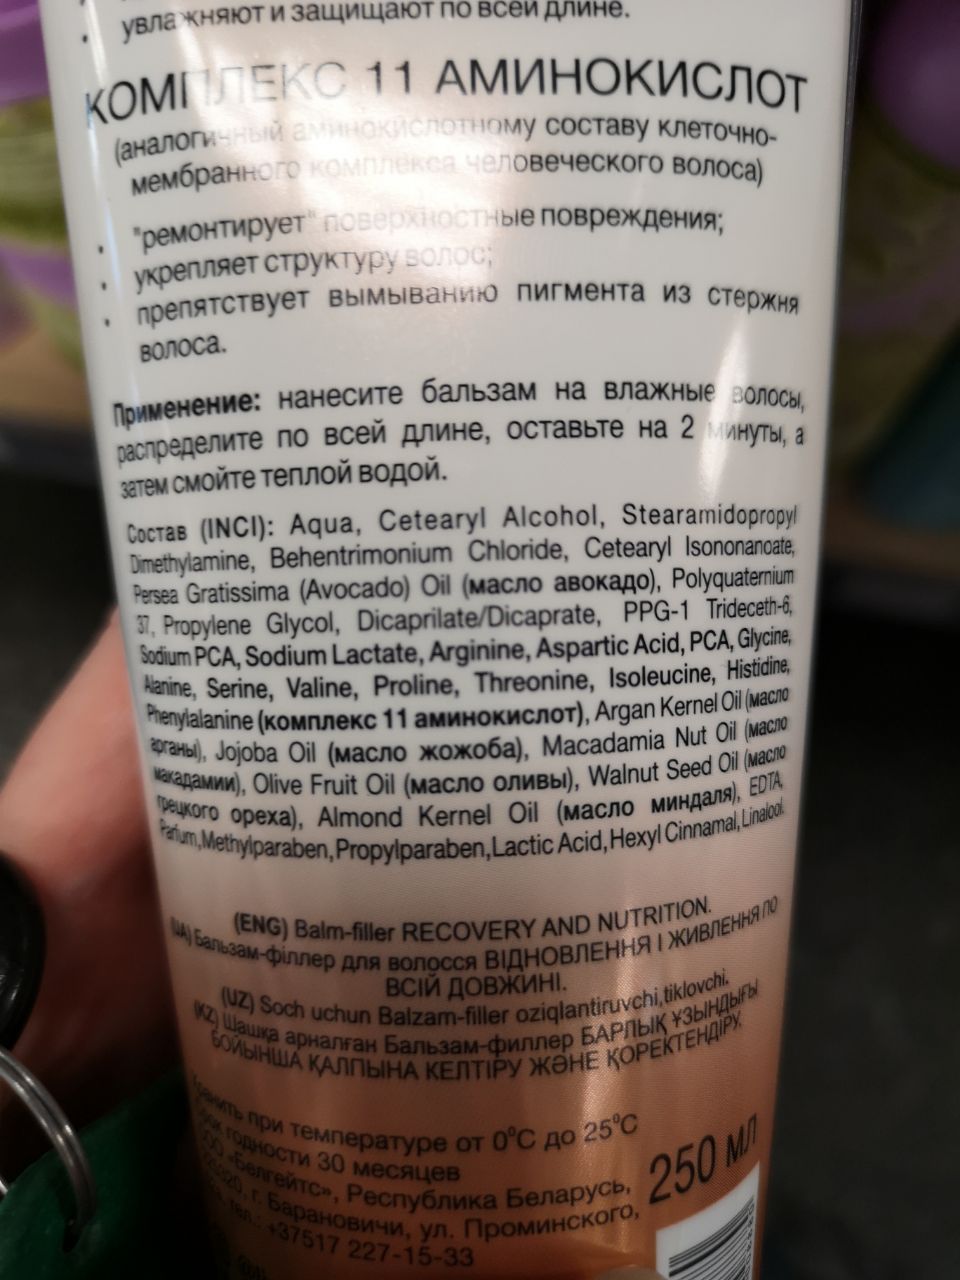 увлажняют и защищают по всей длине.
КОМПЛЕКС 11 АМИНОКИСЛОТ
(аналогичный аминокислотному составу клеточно-
мембранного комплекса человеческого волоса)
• "ремонтирует" поверхностные повреждения;
• укрепляет структуру волос;
• препятствует вымыванию пигмента из стержня
волоса.
Применение: нанесите бальзам на влажные волосы,
распределите по всей длине, оставьте на 2 минуты, а
затем смойте теплой водой.
Состав (INCI): Aqua, Cetearyl Alcohol, Stearamidopropyl
Dimethylamine, Behentrimonium Chloride, Cetearyl Isononanoate,
Persea Gratissima (Avocado) Oil (масло авокадо), Polyquaternium
37, Propylene Glycol, Dicaprilate/Dicaprate, PPG-1 Trideceth-6,
Sodium PCA, Sodium Lactate, Arginine, Aspartic Acid, PCA, Glycine,
Alanine, Serine, Valine, Proline, Threonine, Isoleucine, Histidine,
Phenylalanine (комплекс 11 аминокислот), Argan Kernel Oil (масло
арганы), Jojoba Oil (масло жожоба), Macadamia Nut Oil (масло
макадамии), Olive Fruit Oil (масло оливы), Walnut Seed Oil (масло
грецкого ореха), Almond Kernel Oil (масло миндаля), EDTA,
Parfum, Methylparaben, Propylparaben, Lactic Acid, Hexyl Cinnamal, Linalool.
(ENG) Balm-filler RECOVERY AND NUTRITION.
(UA) Бальзам-філлер для волосся ВІДНОВЛЕННЯ І ЖИВЛЕННЯ ПО
ВСІЙ ДОВЖИНІ.
(UZ) Soch uchun Balzam-filler oziqlantiruvchi,tiklovchi.
(KZ) Шашқа арналған Бальзам-филлер БАРЛЫҚ ҰЗЫНДЫҒЫ
БОЙЫНША ҚАЛПЫНА КЕЛТІРУ ЖӘНЕ ҚОРЕКТЕНДІРУ.
Хранить при температуре от 0°С до 25°С
Срок годности 30 месяцев
ООО «Белгейтс», Республика Беларусь,
г. Барановичи, ул. Проминского,
тел.: +37517 227-15-33
250 МЛ